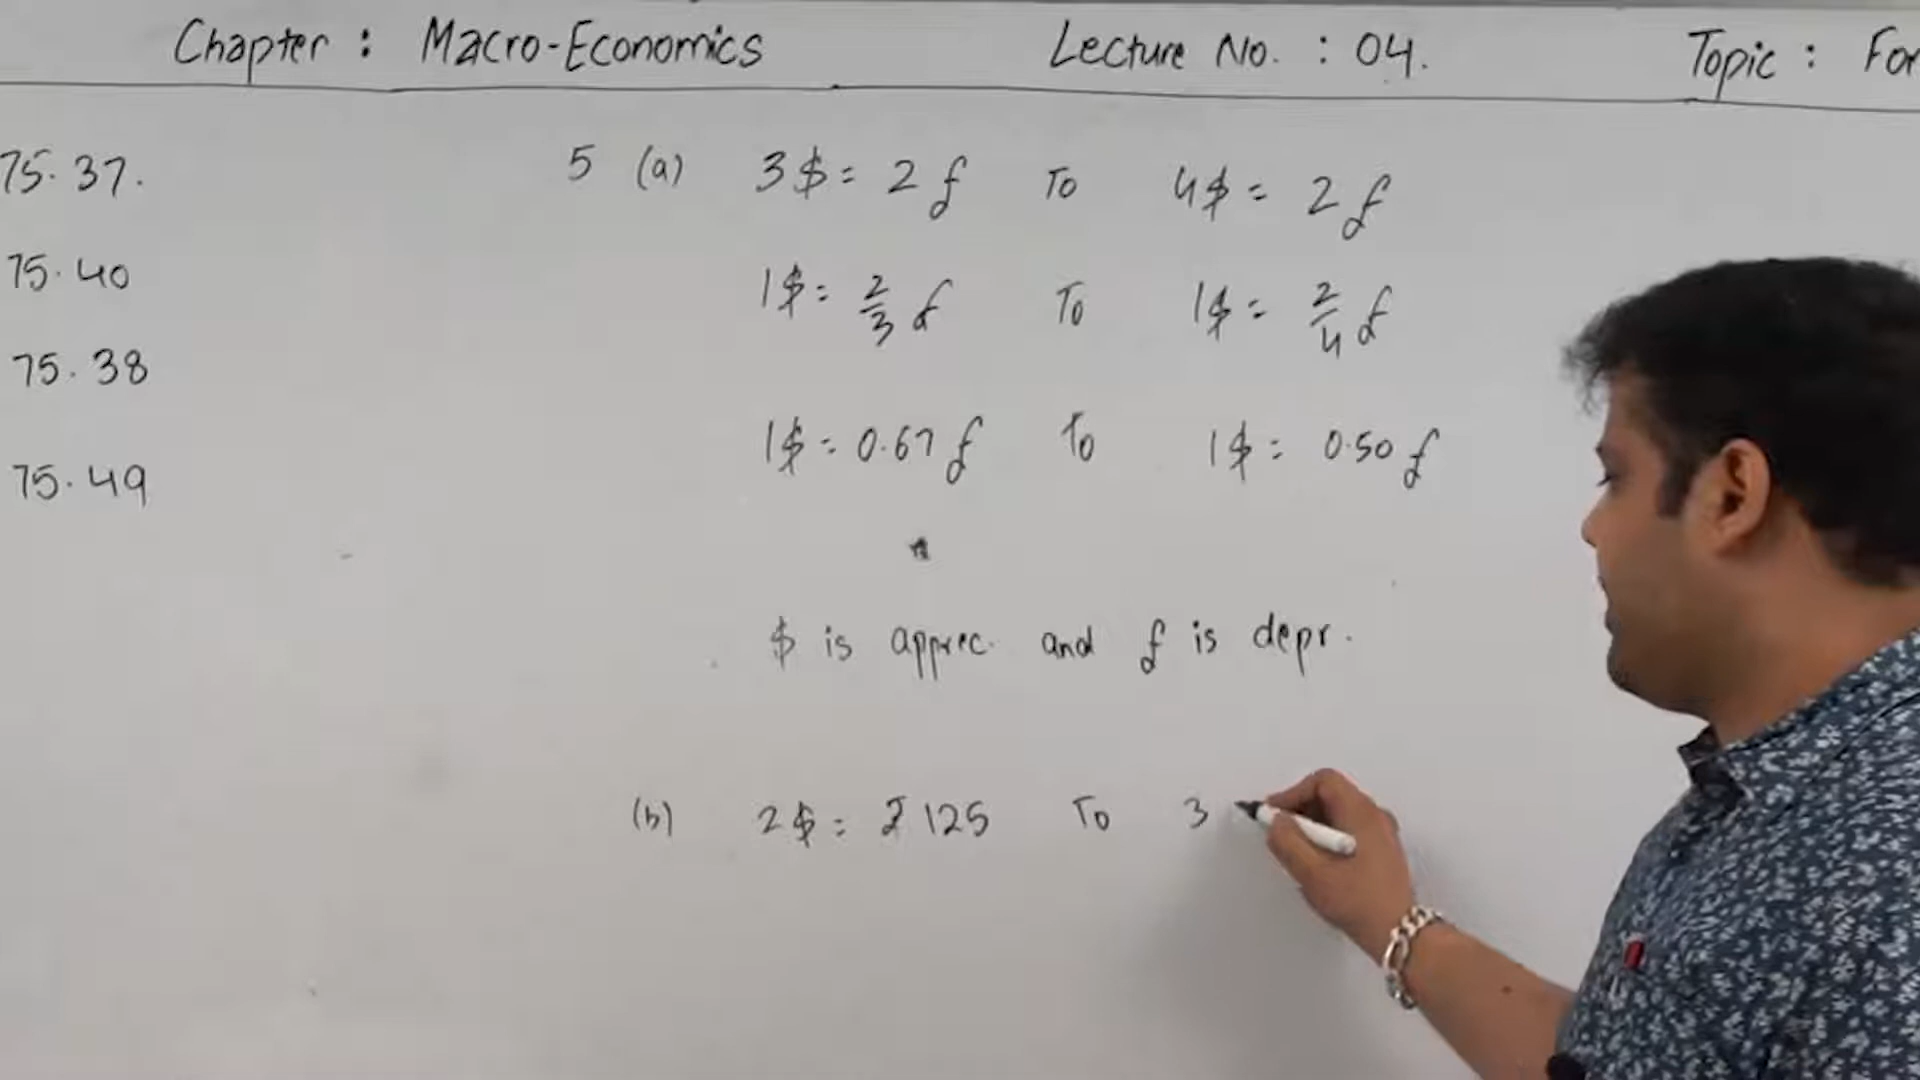 Chapter : Macro-Economics Lecture No. : 04. Topic : For
75.37.
75.40
75.38
75.49
5 (a) 3$ = 2£ To 4$ = 2£
1$ = 2/3 £ To 1$ = 2/4 £
1$ = 0.67£ To 1$ = 0.50£
$ is apprec. and £ is depr.
(b) 2$ = ₹125 To 3